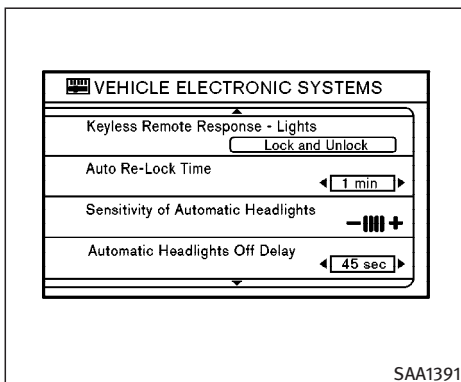 VEHICLE ELECTRONIC SYSTEMS
Keyless Remote Response - Lights
Lock and Unlock
Auto Re-Lock Time
1 min
Sensitivity of Automatic Headlights
Automatic Headlights Off Delay
45 sec
SAA1391